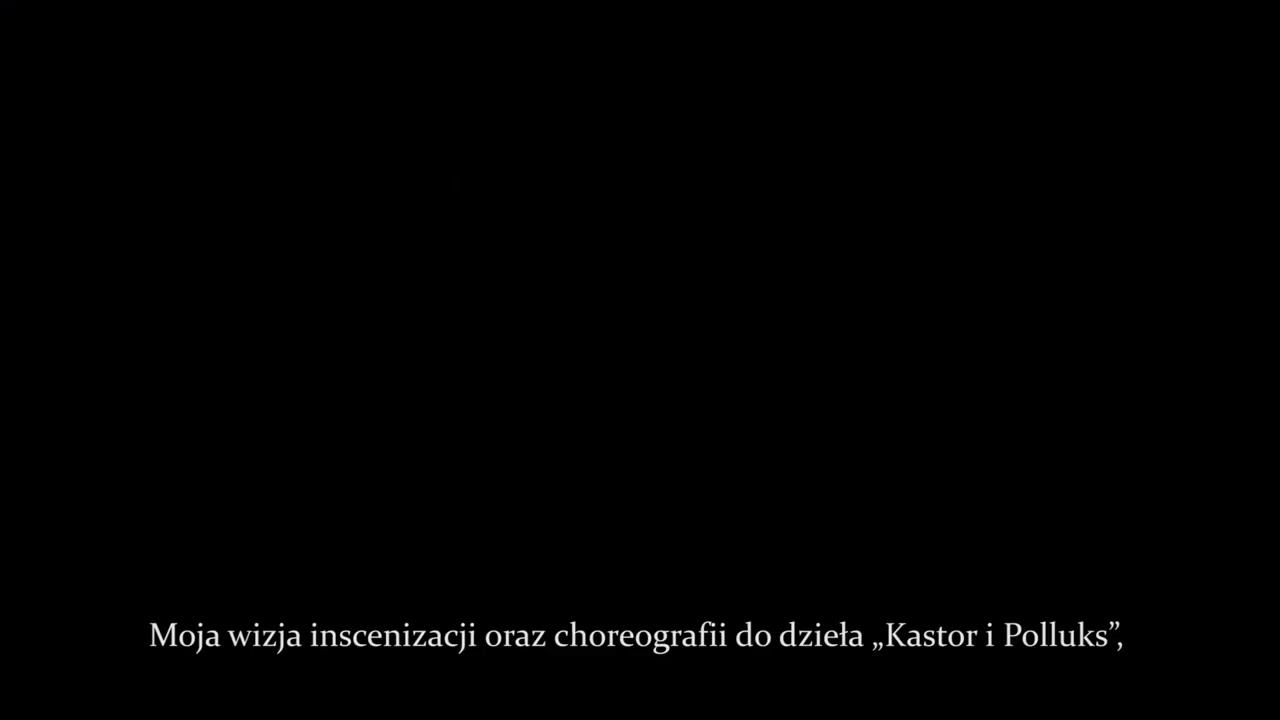 Moja wizja inscenizacji oraz choreografii do dzieła „Kastor i Polluks”,